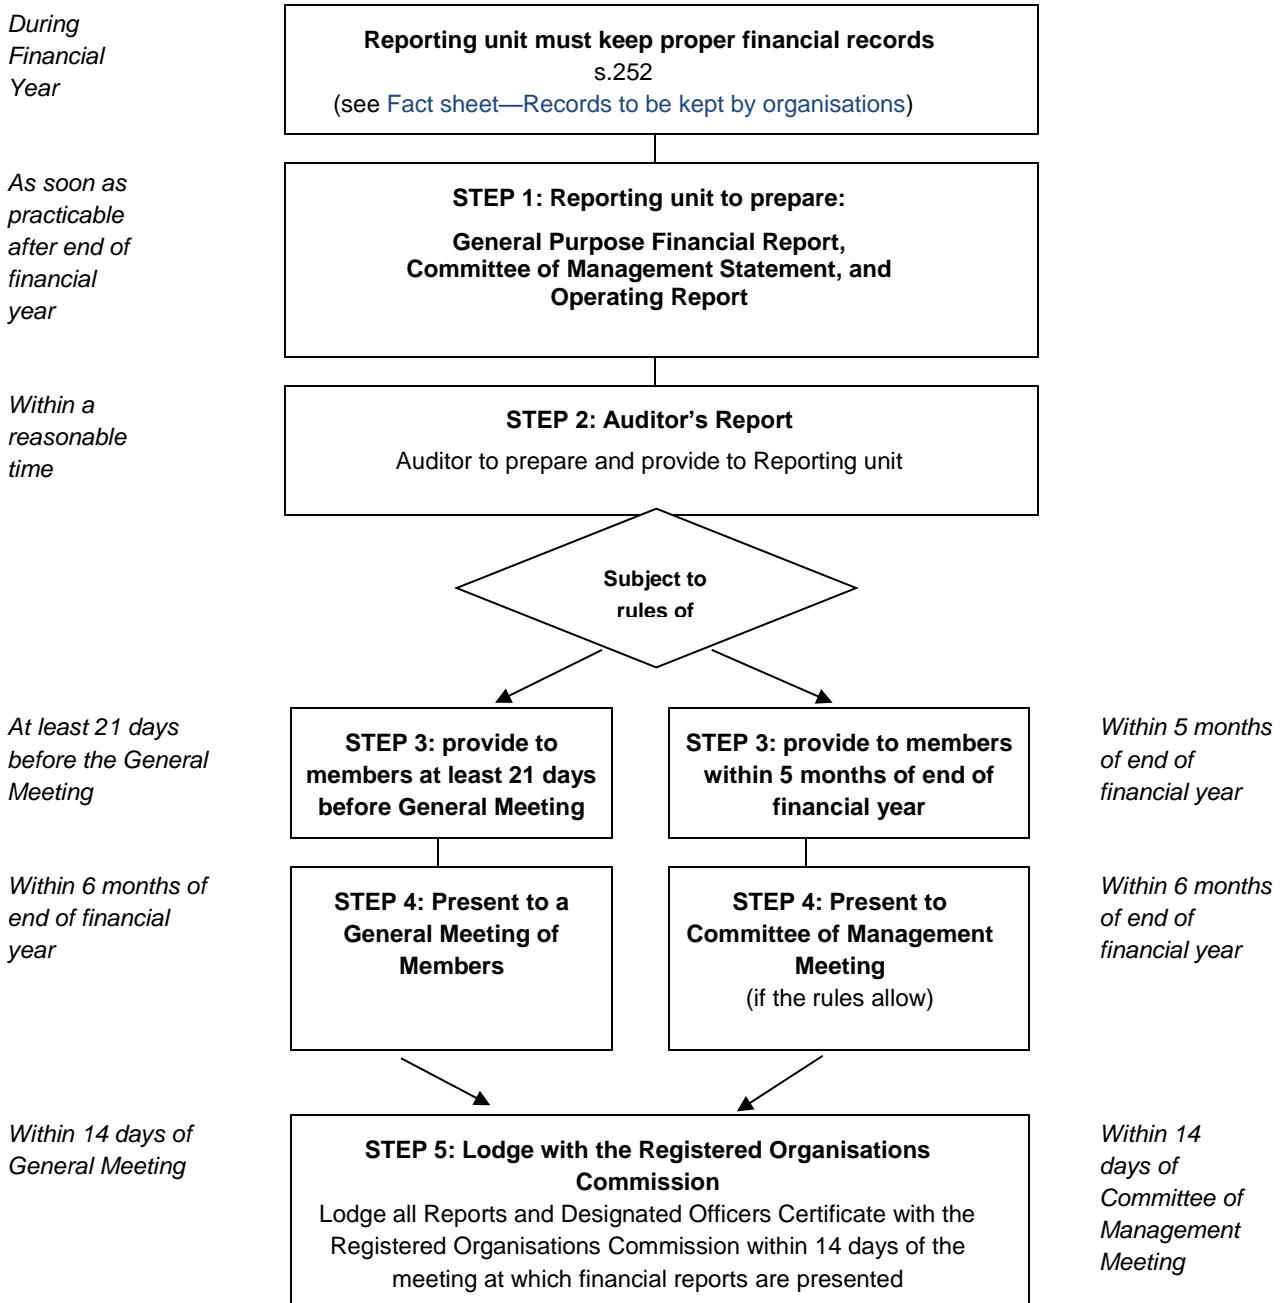 During
Financial
Year
Reporting unit must keep proper financial records
s.252
(see Fact sheet—Records to be kept by organisations)
As soon as
practicable
after end of
financial
year
STEP 1: Reporting unit to prepare:
General Purpose Financial Report,
Committee of Management Statement, and
Operating Report
Within a
reasonable
time
STEP 2: Auditor’s Report
Auditor to prepare and provide to Reporting unit
Subject to
rules of
At least 21 days
before the General
Meeting
STEP 3: provide to
members at least 21 days
before General Meeting
STEP 3: provide to members
within 5 months of end of
financial year
Within 5 months
of end of
financial year
Within 6 months of
end of financial
year
STEP 4: Present to a
General Meeting of
Members
STEP 4: Present to
Committee of Management
Meeting
(if the rules allow)
Within 6 months
of end of
financial year
Within 14 days of
General Meeting
STEP 5: Lodge with the Registered Organisations
Commission
Lodge all Reports and Designated Officers Certificate with the
Registered Organisations Commission within 14 days of the
meeting at which financial reports are presented
Within 14
days of
Committee of
Management
Meeting